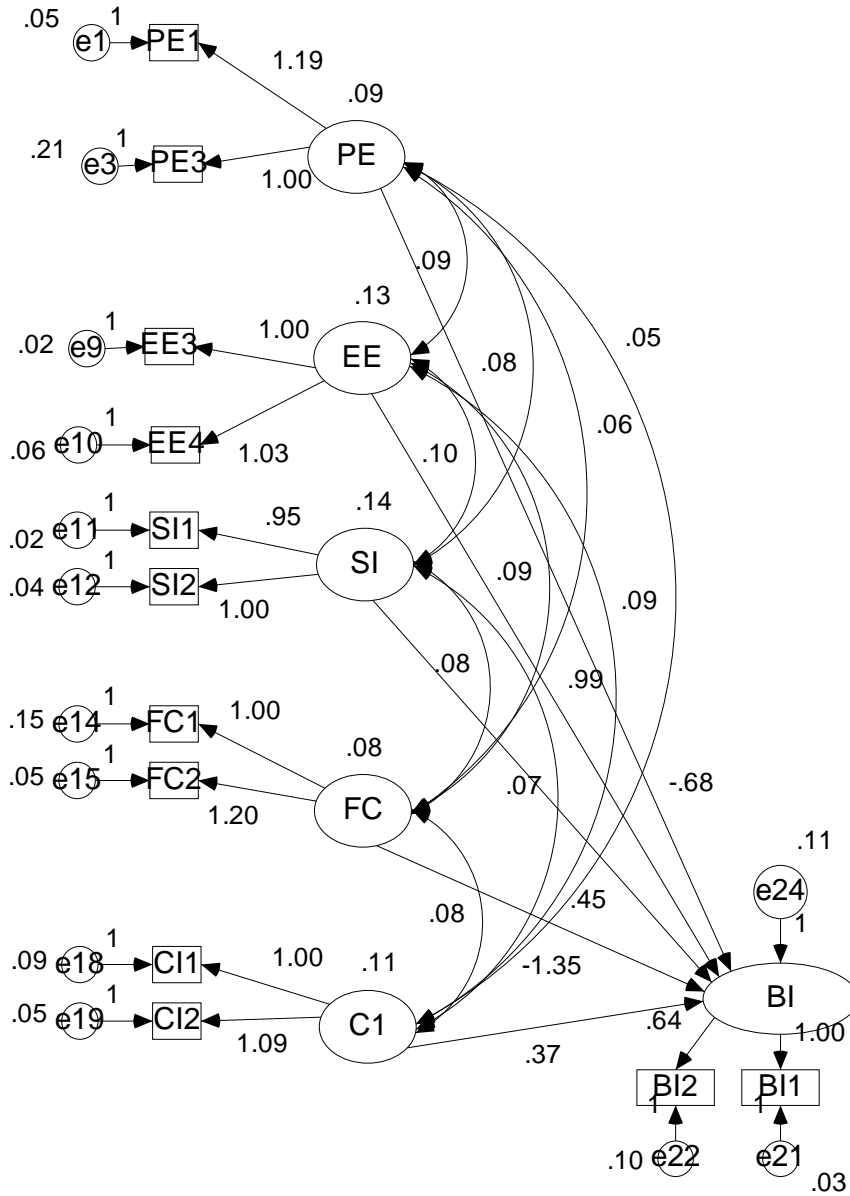 .05
1
e1
PE1
1.19
.09
.21
1
e3
PE3
1.00
PE
.09
.13
.02
1
e9
EE3
1.00
EE
.05
.08
.06
.06
1
e10
EE4
1.03
.10
.14
.02
1
e11
SI1
.95
SI
.04
1
e12
SI2
1.00
.09
.09
.08
.99
.15
1
e14
FC1
1.00
.08
.05
1
e15
FC2
1.20
FC
.07
-.68
.11
e24
1
.45
.08
.09
1
e18
CI1
1.00
.11
-1.35
.05
1
e19
CI2
1.09
C1
.37
.64
BI
1.00
BI2
BI1
1
1
.10
e22
e21
.03